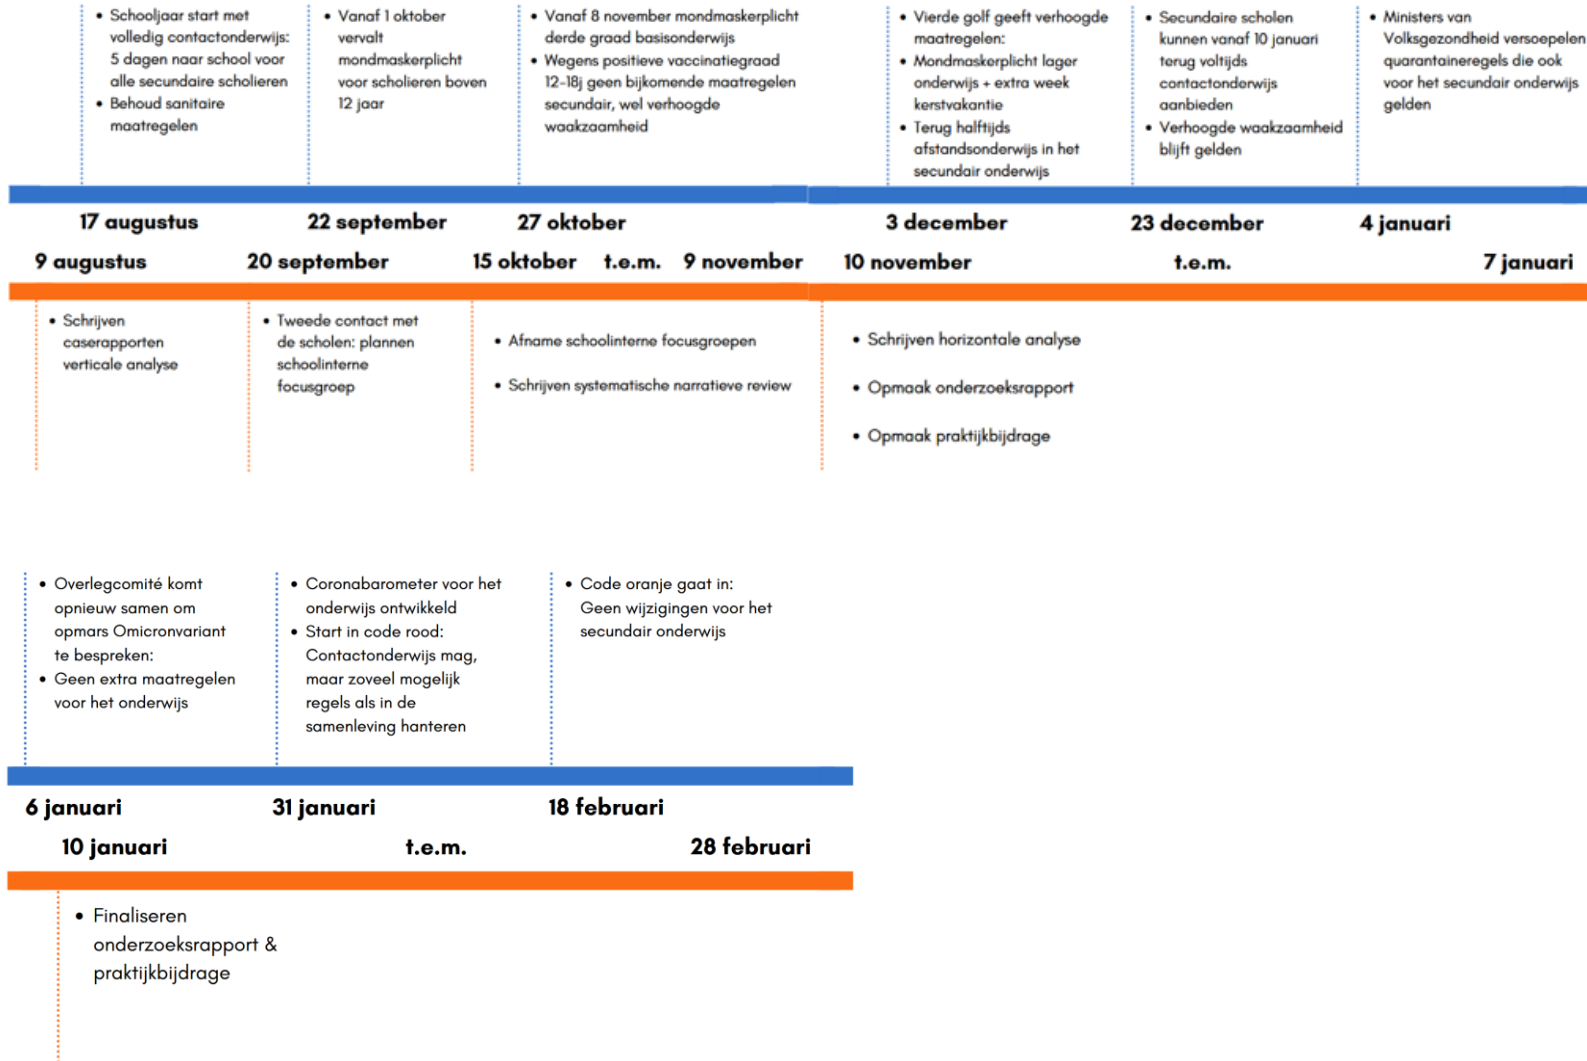 • Schooljaar start met
volledig contactonderwijs:
5 dagen naar school voor
alle secundaire scholieren
• Behoud sanitaire
maatregelen
• Vanaf 1 oktober
vervalt
mondmaskerplicht
voor scholieren boven
12 jaar
• Vanaf 8 november mondmaskerplicht
derde graad basisonderwijs
• Wegens positieve vaccinatiegraad
12-18j geen bijkomende maatregelen
secundair, wel verhoogde
waakzaamheid
• Vierde golf geeft verhoogde
maatregelen:
• Mondmaskerplicht lager
onderwijs + extra week
kerstvakantie
• Terug halftijds
afstandsonderwijs in het
secundair onderwijs
• Secundaire scholen
kunnen vanaf 10 januari
terug voltijds
contactonderwijs
aanbieden
• Verhoogde waakzaamheid
blijft gelden
• Ministers van
Volksgezondheid versoepelen
quarantaineregels die ook
voor het secundair onderwijs
gelden
17 augustus 22 september 27 oktober 3 december 23 december 4 januari
9 augustus 20 september 15 oktober t.e.m. 9 november 10 november t.e.m. 7 januari
• Schrijven
caserapporten
verticale analyse
• Tweede contact met
de scholen: plannen
schoolinterne
focusgroep
• Afname schoolinterne focusgroepen
• Schrijven systematische narratieve review
• Schrijven horizontale analyse
• Opmaak onderzoeksrapport
• Opmaak praktijkbijdrage
• Overlegcomité komt
opnieuw samen om
opmars Omicronvariant
te bespreken:
• Geen extra maatregelen
voor het onderwijs
• Coronabarometer voor het
onderwijs ontwikkeld
• Start in code rood:
Contactonderwijs mag,
maar zoveel mogelijk
regels als in de
samenleving hanteren
• Code oranje gaat in:
Geen wijzigingen voor het
secundair onderwijs
6 januari 31 januari 18 februari
10 januari t.e.m. 28 februari
• Finaliseren
onderzoeksrapport &
praktijkbijdrage